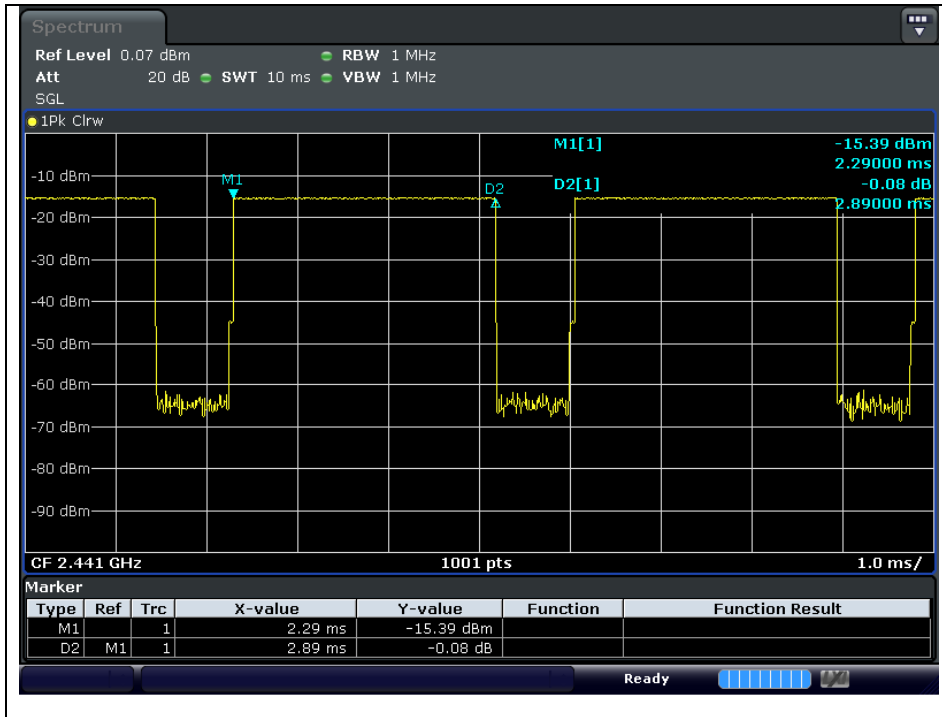 Spectrum
Ref Level 0.07 dBm RBW 1 MHz
Att 20 dB SWT 10 ms VBW 1 MHz
SGL
1Pk Clrw
M1[1] -15.39 dBm
2.29000 ms
D2[1] -0.08 dB
2.89000 ms
M1
D2
-10 dBm
-20 dBm
-30 dBm
-40 dBm
-50 dBm
-60 dBm
-70 dBm
-80 dBm
-90 dBm
CF 2.441 GHz 1001 pts 1.0 ms/
Marker
Type Ref Trc X-value Y-value Function Function Result
M1 1 2.29 ms -15.39 dBm
D2 M1 1 2.89 ms -0.08 dB
Ready